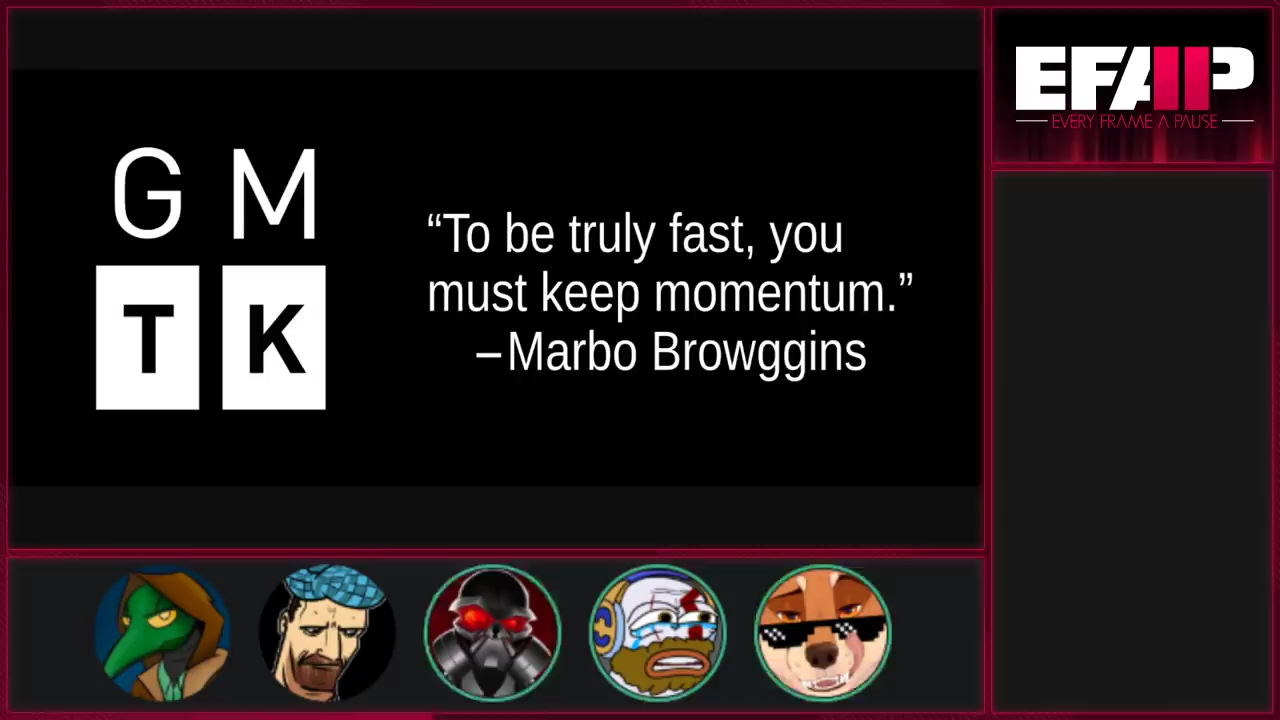 G M
T K
“To be truly fast, you
must keep momentum.”
–Marbo Browggins
EFAP
EVERY FRAME A PAUSE